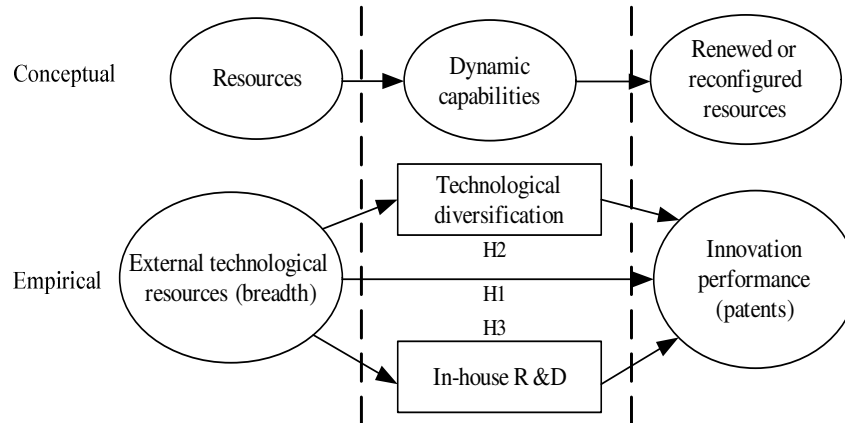 Conceptual
Resources
Dynamic
capabilities
Renewed or
reconfigured
resources
Empirical
External technological
resources (breadth)
Technological
diversification
H2
H1
H3
In-house R &D
Innovation
performance
(patents)